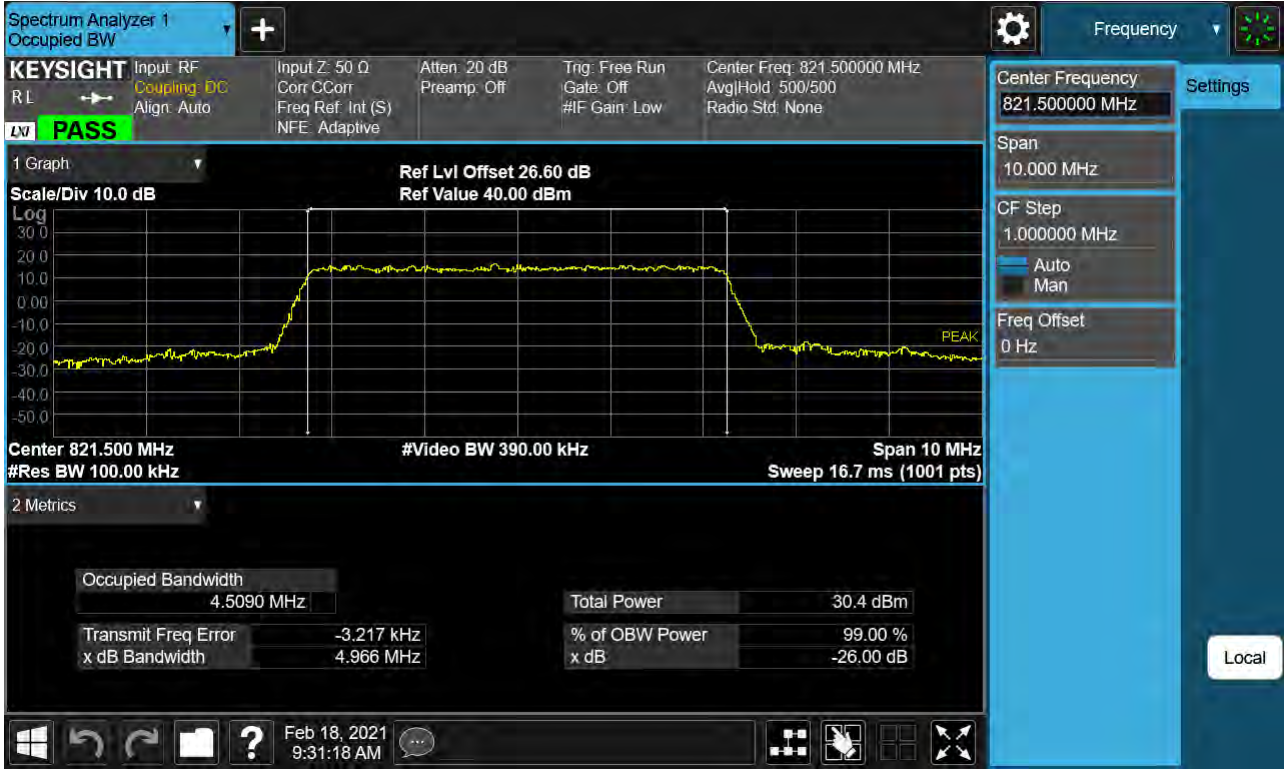 Spectrum Analyzer 1
Occupied BW
Frequency
KEYSIGHT
R L
LXI
PASS
Input: RF
Coupling: DC
Align: Auto
Input Z: 50 Ω
Corr CCorr
Freq Ref: Int (S)
NFE: Adaptive
Atten: 20 dB
Preamp: Off
Trig: Free Run
Gate: Off
#IF Gain: Low
Center Freq: 821.500000 MHz
Avg|Hold: 500/500
Radio Std: None
Center Frequency
821.500000 MHz
Settings
Span
10.000 MHz
CF Step
1.000000 MHz
Auto
Man
Freq Offset
0 Hz
1 Graph
Scale/Div 10.0 dB
Ref Lvl Offset 26.60 dB
Ref Value 40.00 dBm
Log
30.0
20.0
10.0
0.00
-10.0
-20.0
-30.0
-40.0
-50.0
PEAK
Center 821.500 MHz
#Video BW 390.00 kHz
Span 10 MHz
#Res BW 100.00 kHz
Sweep 16.7 ms (1001 pts)
2 Metrics
Occupied Bandwidth
4.5090 MHz
Total Power 30.4 dBm
Transmit Freq Error -3.217 kHz
% of OBW Power 99.00 %
x dB Bandwidth 4.966 MHz
x dB -26.00 dB
Local
?
Feb 18, 2021
9:31:18 AM